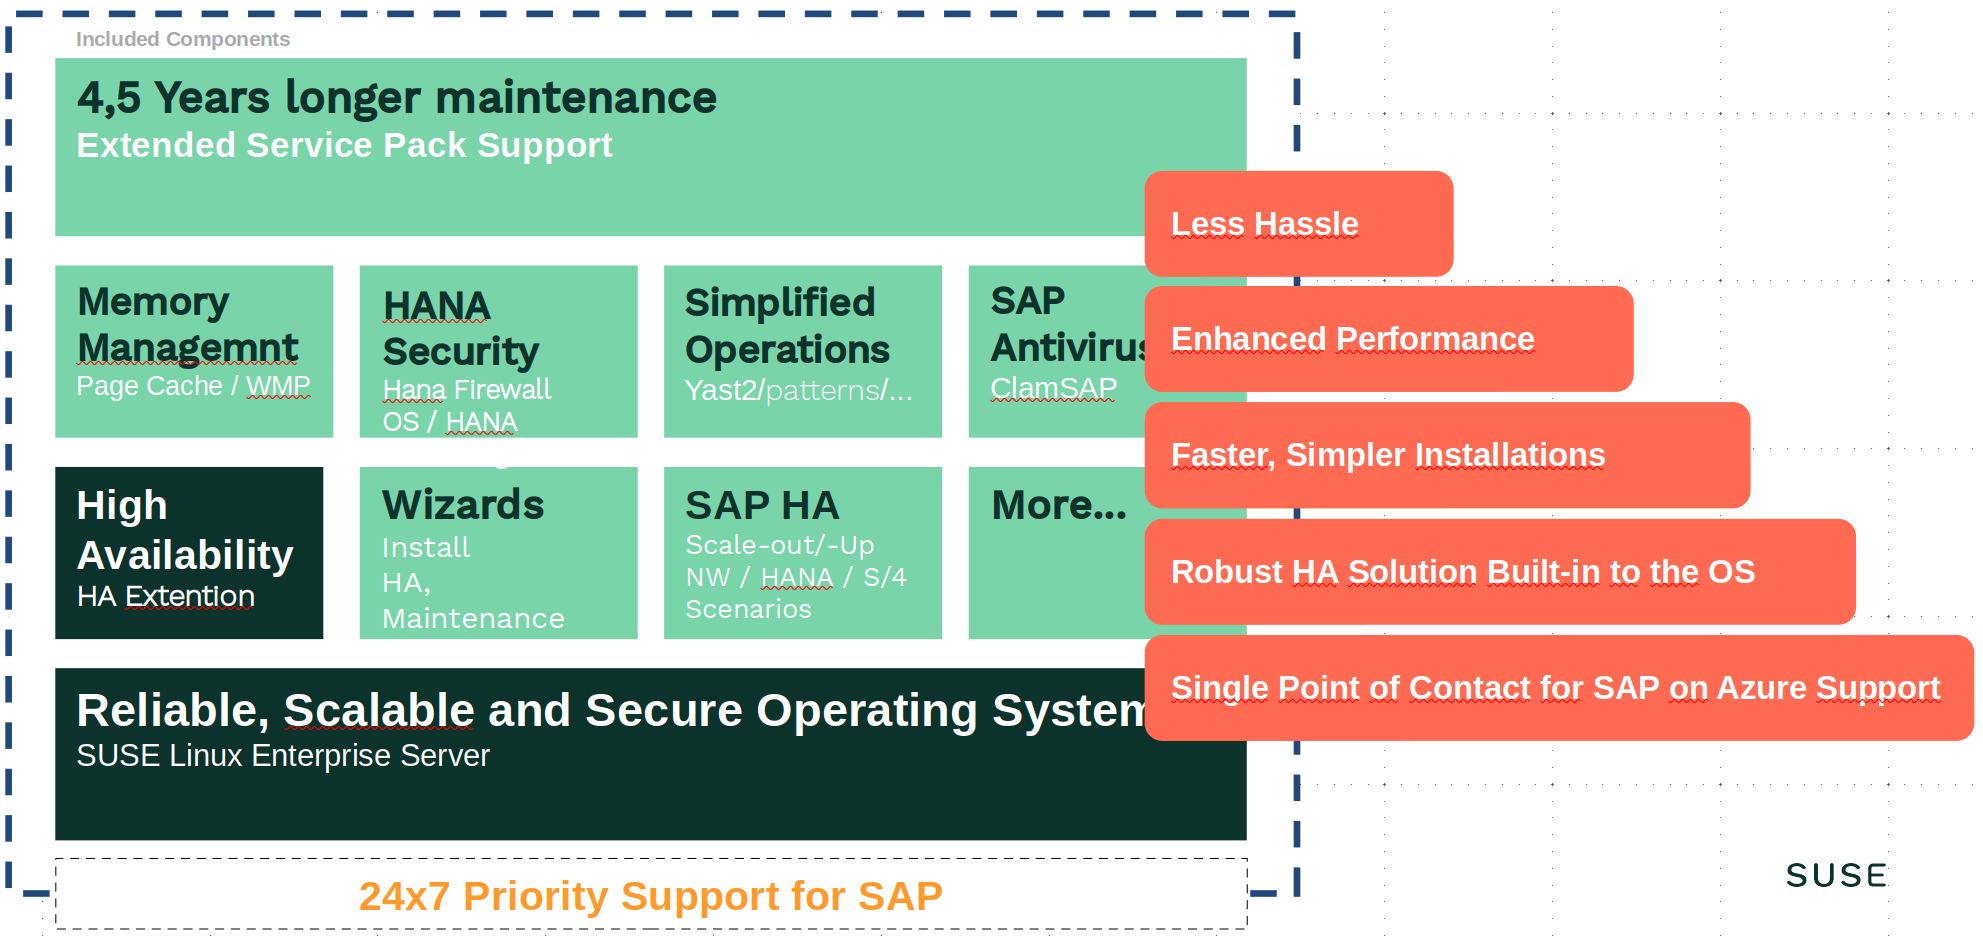 Included Components
4,5 Years longer maintenance
Extended Service Pack Support
Memory
Managemnt
Page Cache / WMP
HANA
Security
Hana Firewall
OS / HANA
Simplified
Operations
Yast2/patterns/...
SAP
Antivirus
ClamSAP
High
Availability
HA Extention
Wizards
Install
HA,
Maintenance
SAP HA
Scale-out/-Up
NW / HANA / S/4
Scenarios
More...
Reliable, Scalable and Secure Operating System
SUSE Linux Enterprise Server
24x7 Priority Support for SAP
Less Hassle
Enhanced Performance
Faster, Simpler Installations
Robust HA Solution Built-in to the OS
Single Point of Contact for SAP on Azure Support
SUSE